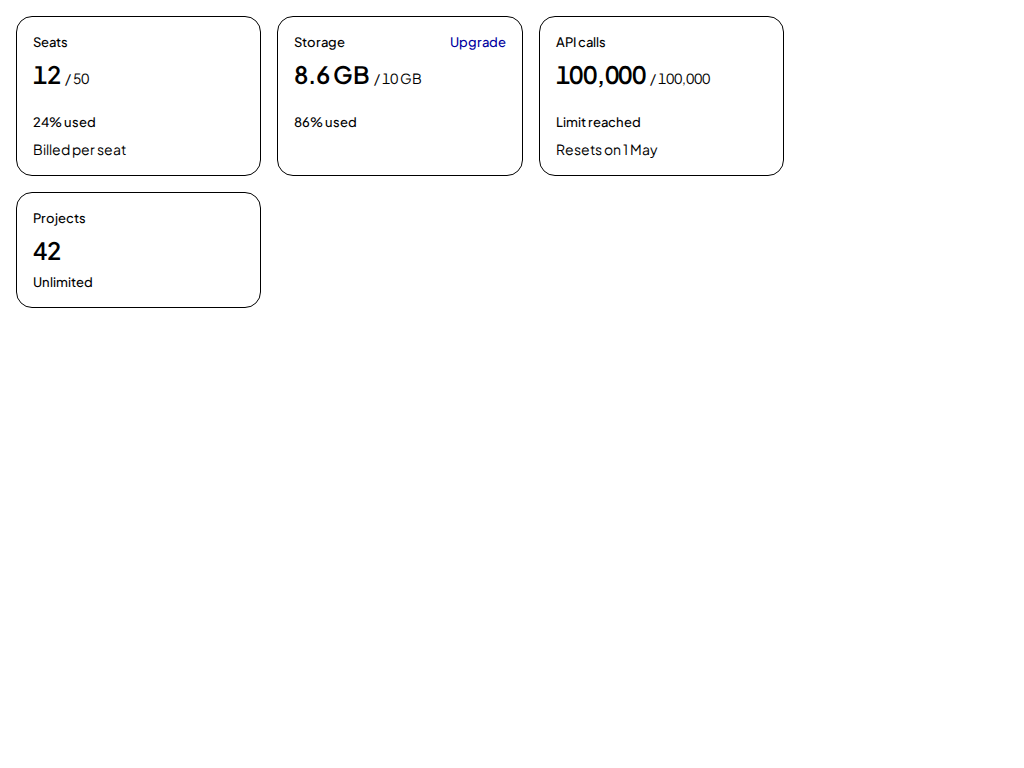 Seats
12 / 50
24% used
Billed per seat
Storage
Upgrade
8.6 GB / 10 GB
86% used
API calls
100,000 / 100,000
Limit reached
Resets on 1 May
Projects
42
Unlimited